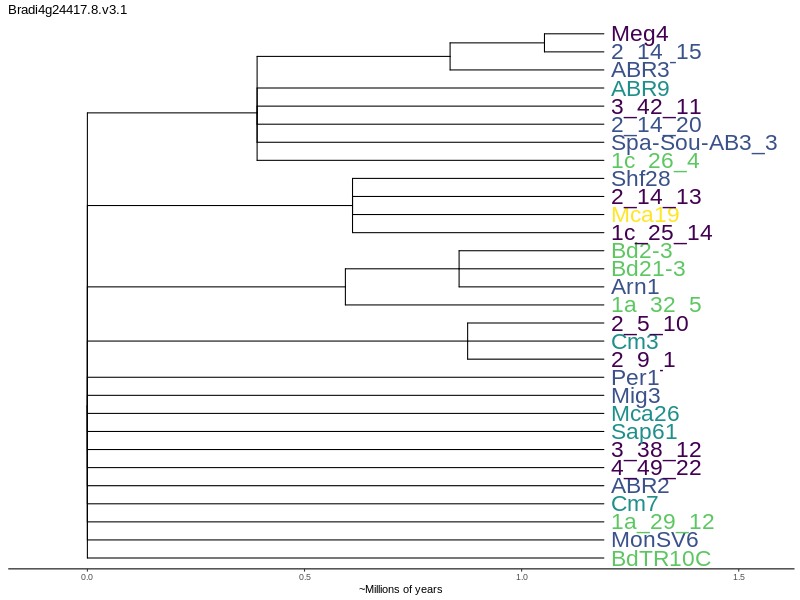 Bradi4g24417.8.v3.1
Meg4
2_14_15
ABR3
ABR9
3_42_11
2_14_20
Spa-Sou-AB3_3
1c_26_4
Shf28
2_14_13
Mca19
1c_25_14
Bd2-3
Bd21-3
Arn1
1a_32_5
2_5_10
Cm3
2_9_1
Per1
Mig3
Mca26
Sap61
3_38_12
4_49_22
ABR2
Cm7
1a_29_12
MonSV6
BdTR10C
0.0 0.5 1.0 1.5
~Millions of years